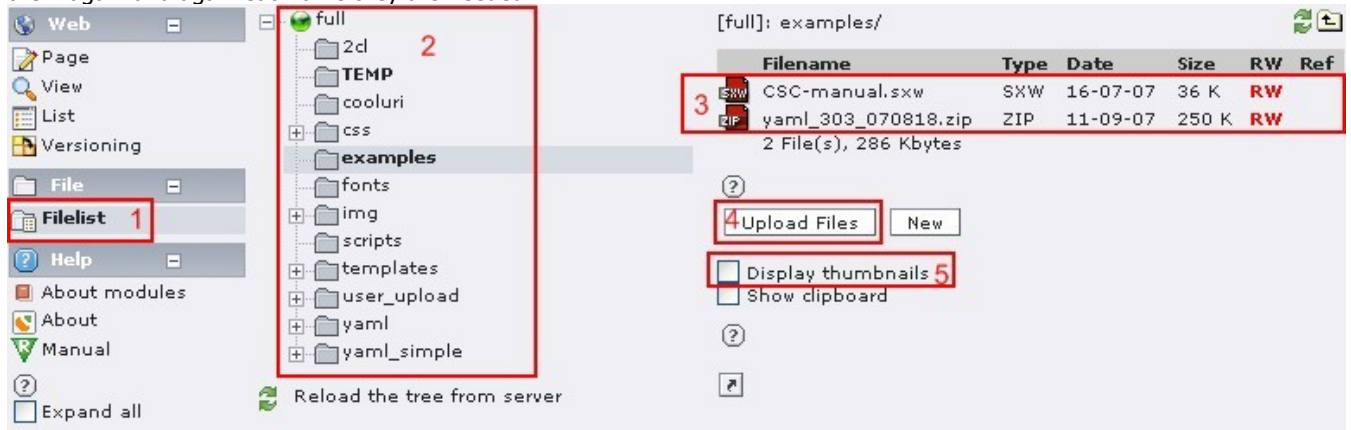 Web
Page
View
List
Versioning
File
Filelist 1
Help
About modules
About
Manual
Expand all
full
2cl 2
TEMP
cooluri
css
examples
fonts
img
scripts
templates
user_upload
yaml
yaml_simple
Reload the tree from server
[full]: examples/
Filename Type Date Size RW Ref
3 CSC-manual.sxw SXW 16-07-07 36 K RW
yaml_303_070818.zip ZIP 11-09-07 250 K RW
2 File(s), 286 Kbytes
4 Upload Files New
Display thumbnails 5
Show clipboard